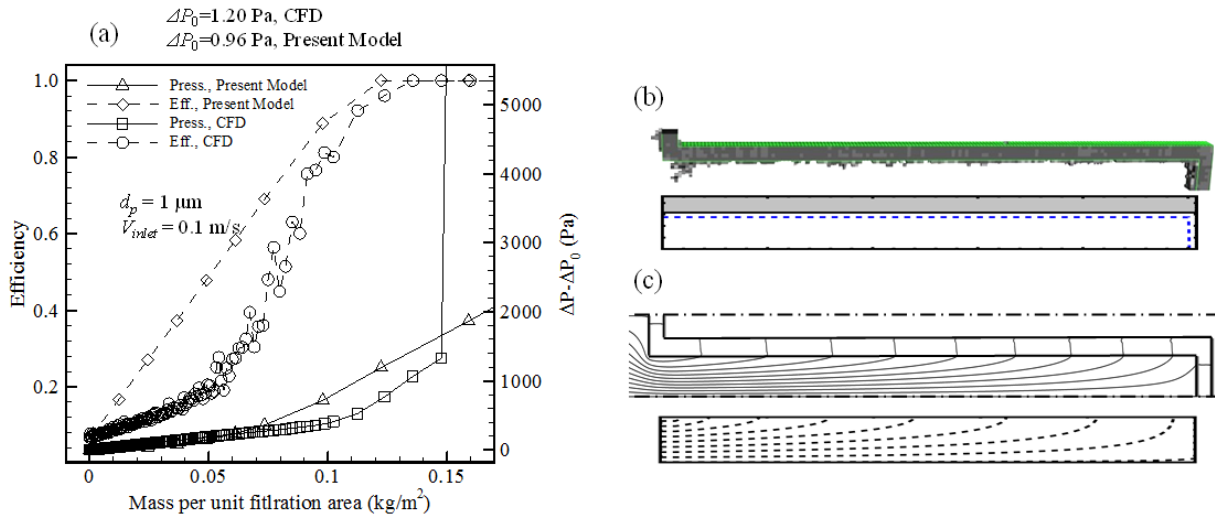 (a)
ΔP0=1.20 Pa, CFD
ΔP0=0.96 Pa, Present Model
Press., Present Model
Eff., Present Model
Press., CFD
Eff., CFD
dp = 1 μm
Vinlet = 0.1 m/s
Efficiency
1.0
0.8
0.6
0.4
0.2
0
0.05
0.1
0.15
Mass per unit fitlration area (kg/m²)
5000
4000
3000
2000
1000
0
ΔP-ΔP0 (Pa)
(b)
(c)